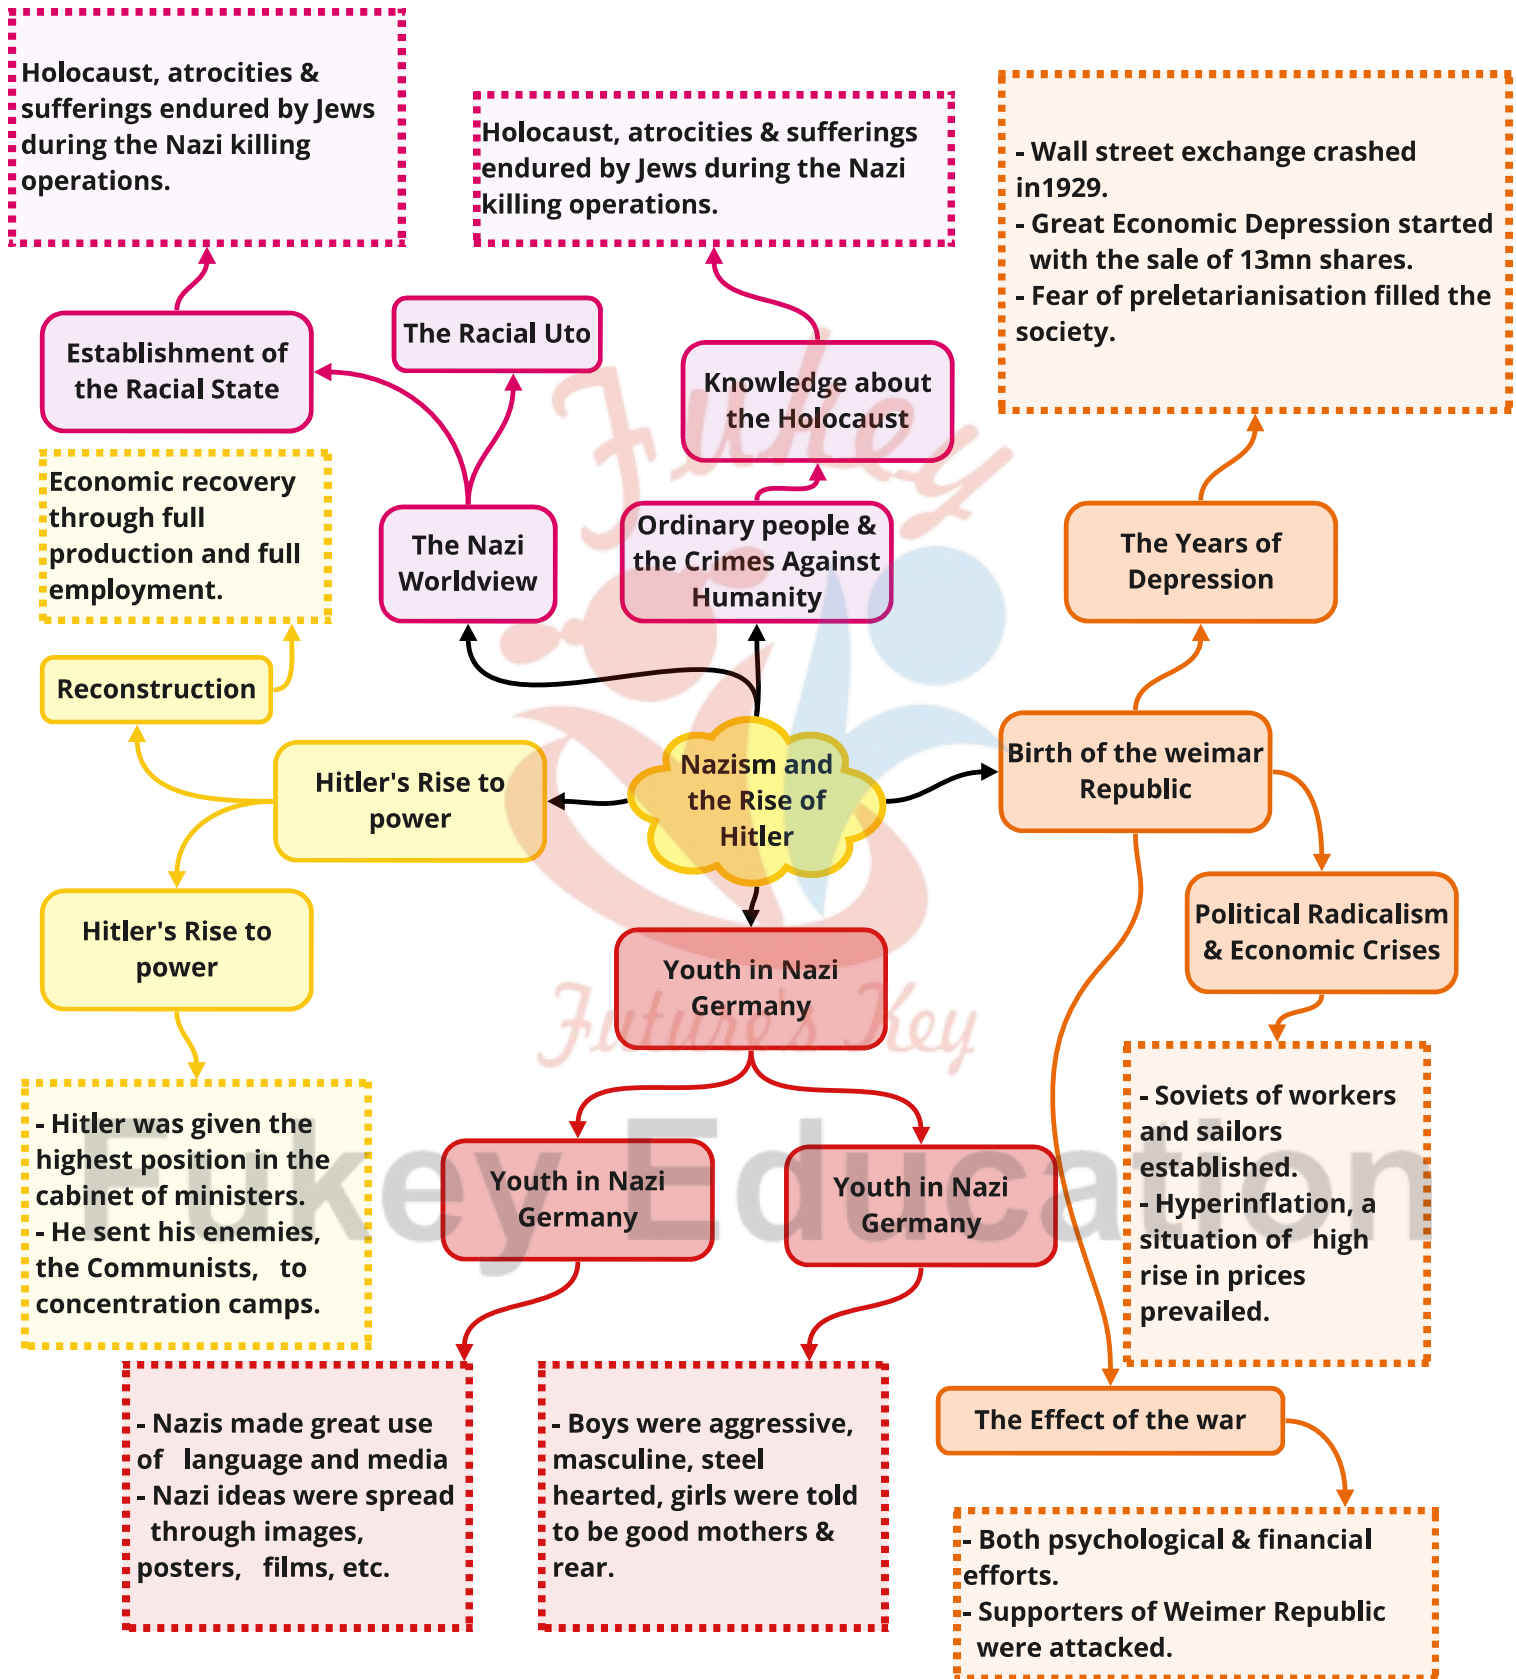 Holocaust, atrocities &
sufferings endured by Jews
during the Nazi killing
operations.
Holocaust, atrocities & sufferings
endured by Jews during the Nazi
killing operations.
- Wall street exchange crashed
in1929.
- Great Economic Depression started
with the sale of 13mn shares.
- Fear of preletarianisation filled the
society.
Establishment of
the Racial State
The Racial Uto
Knowledge about
the Holocaust
Economic recovery
through full
production and full
employment.
The Nazi
Worldview
Ordinary people &
the Crimes Against
Humanity
The Years of
Depression
Reconstruction
Hitler's Rise to
power
Nazism and
the Rise of
Hitler
Birth of the weimar
Republic
Hitler's Rise to
power
Youth in Nazi
Germany
Political Radicalism
& Economic Crises
- Hitler was given the
highest position in the
cabinet of ministers.
- He sent his enemies,
the Communists, to
concentration camps.
Youth in Nazi
Germany
Youth in Nazi
Germany
- Soviets of workers
and sailors
established.
- Hyperinflation, a
situation of high
rise in prices
prevailed.
- Nazis made great use
of language and media
- Nazi ideas were spread
through images,
posters, films, etc.
- Boys were aggressive,
masculine, steel
hearted, girls were told
to be good mothers &
rear.
The Effect of the war
- Both psychological & financial
efforts.
- Supporters of Weimer Republic
were attacked.
Fukey
Future's Key
Fukey Education